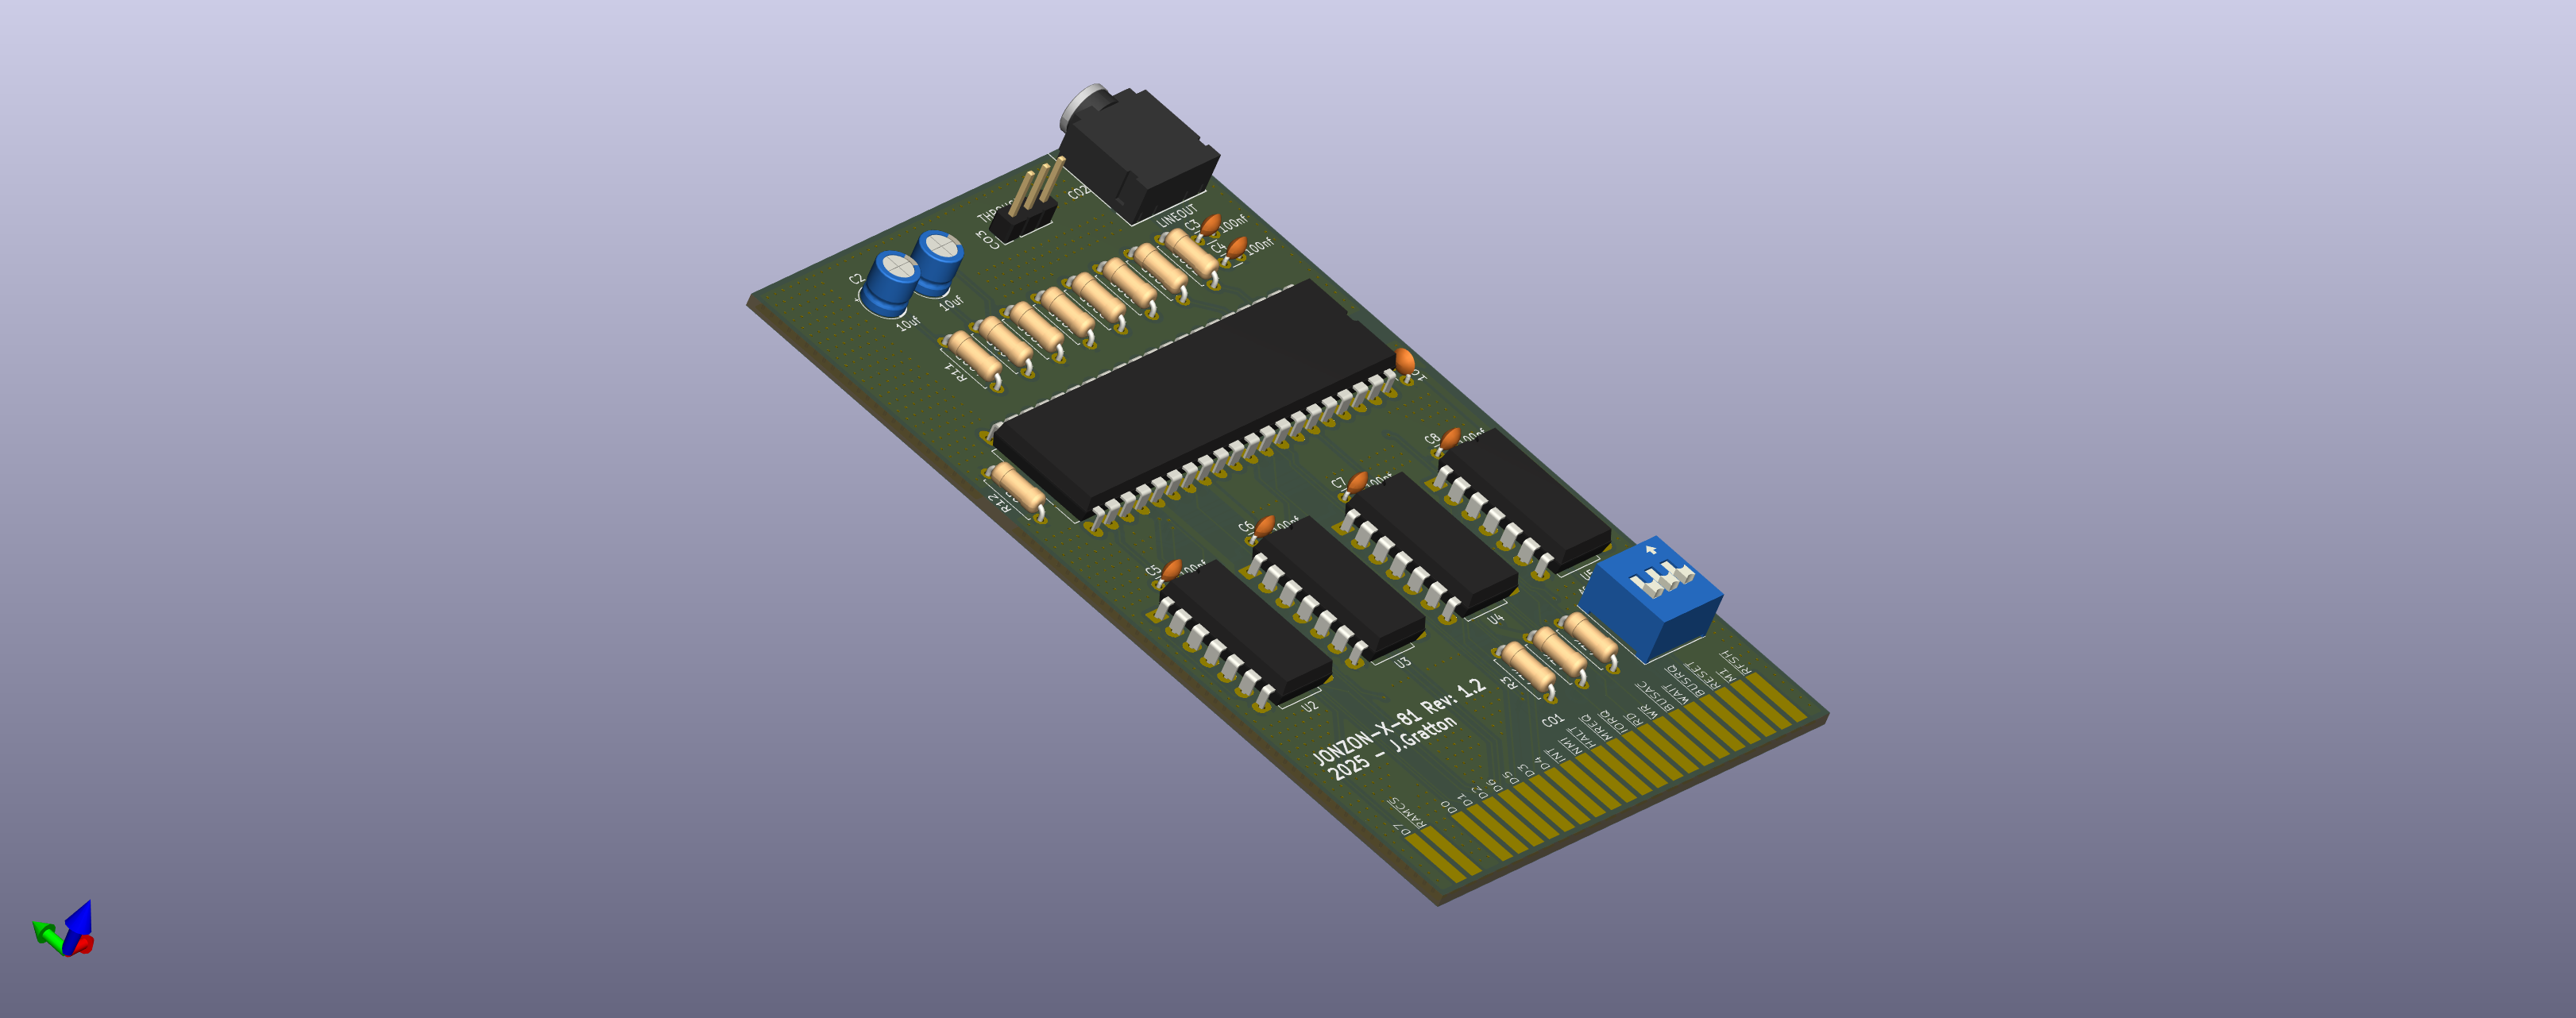 CO2
CO3
LINEOUT
C3
100nf
C4
100nf
C2
10uf
10uf
R11
C1
R12
C8
C7
C6
C5
U5
U4
U3
U2
R3
JONZON-X-81 Rev: 1.2
2025 - J.Gratton
CO1
RFSH
M1
RESET
BUSRQ
WAIT
BUSAC
WR
RD
IORQ
MREQ
HALT
NMI
INT
D4
D3
D5
D6
D2
D1
D0
RAMCS
D7